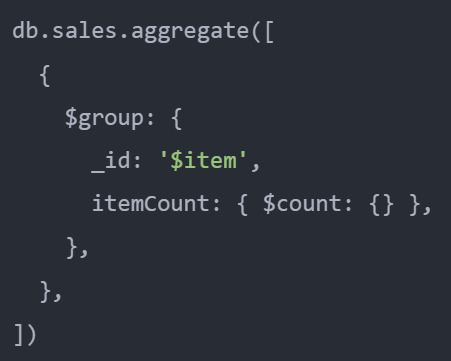 db.sales.aggregate([
  {
    $group: {
      _id: '$item',
      itemCount: { $count: {} },
    },
  },
])